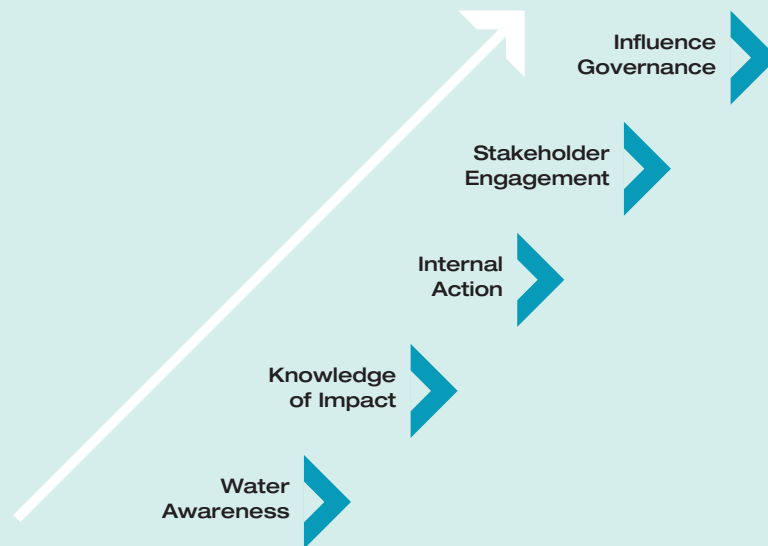 Influence
Governance
Stakeholder
Engagement
Internal
Action
Knowledge
of Impact
Water
Awareness